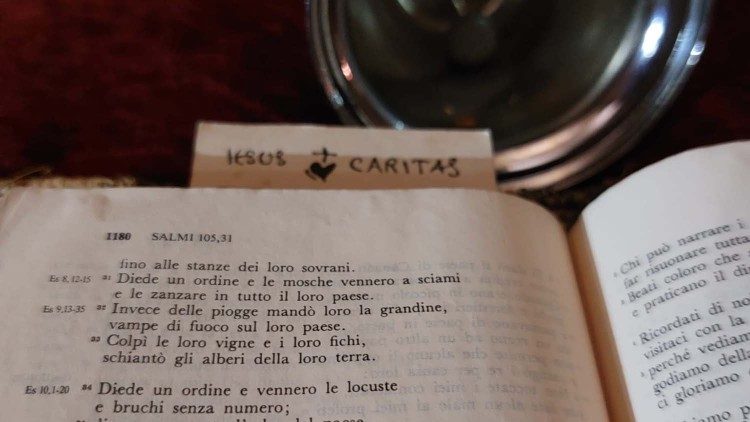 IESUS CARITAS
1180 SALMI 105,31
fino alle stanze dei loro sovrani.
Es 8,12-15 31 Diede un ordine e le mosche vennero a sciami
e le zanzare in tutto il loro paese.
Es 9,13-35 32 Invece delle piogge mandò loro la grandine,
vampe di fuoco sul loro paese.
33 Colpì le loro vigne e i loro fichi,
schiantò gli alberi della loro terra.
Es 10,1-20 34 Diede un ordine e vennero le locuste
e bruchi senza numero;
Chi può narrare i
far risuonare tutta
Beati coloro che
e praticano il di
Ricordati di no
visitaci con la
perché vediam
godiamo della
ci gloriamo